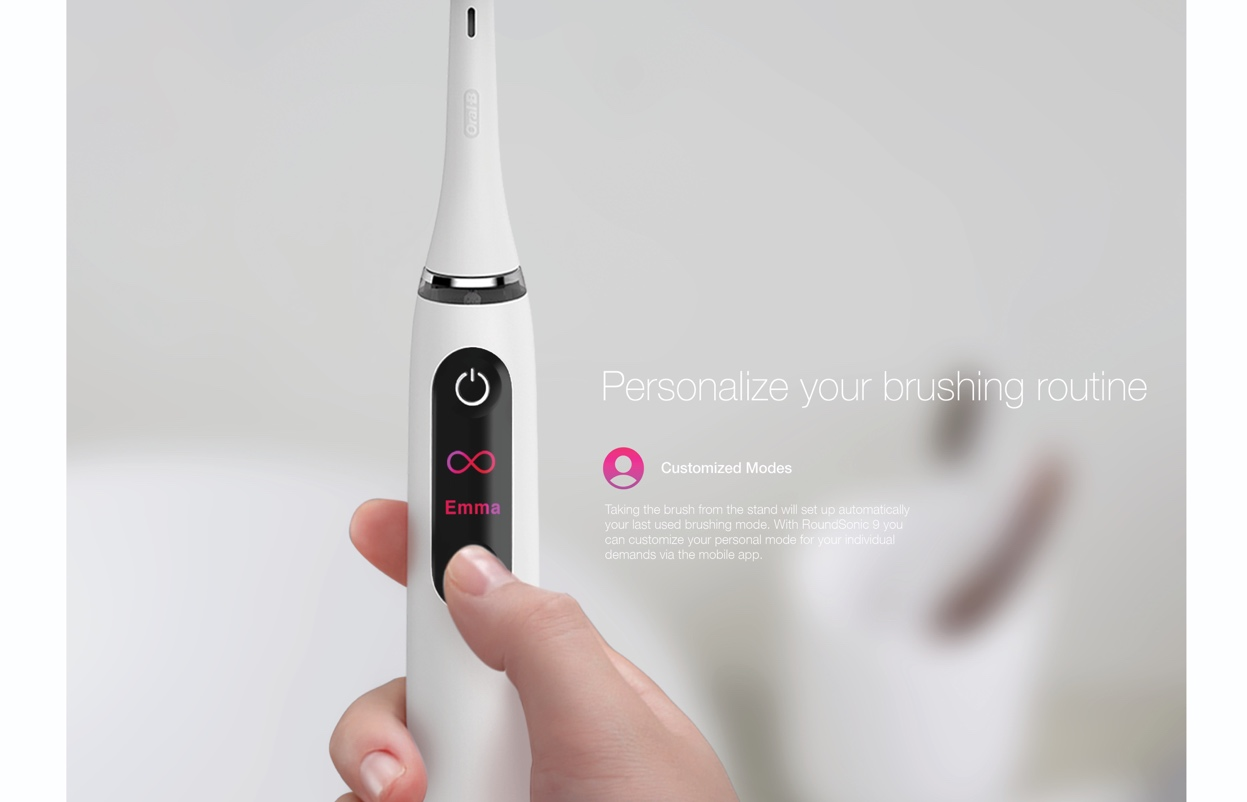 Oral-B
Personalize your brushing routine
Customized Modes
Emma
Taking the brush from the stand will set up automatically
your last used brushing mode. With RoundSonic 9 you
can customize your personal mode for your individual
demands via the mobile app.